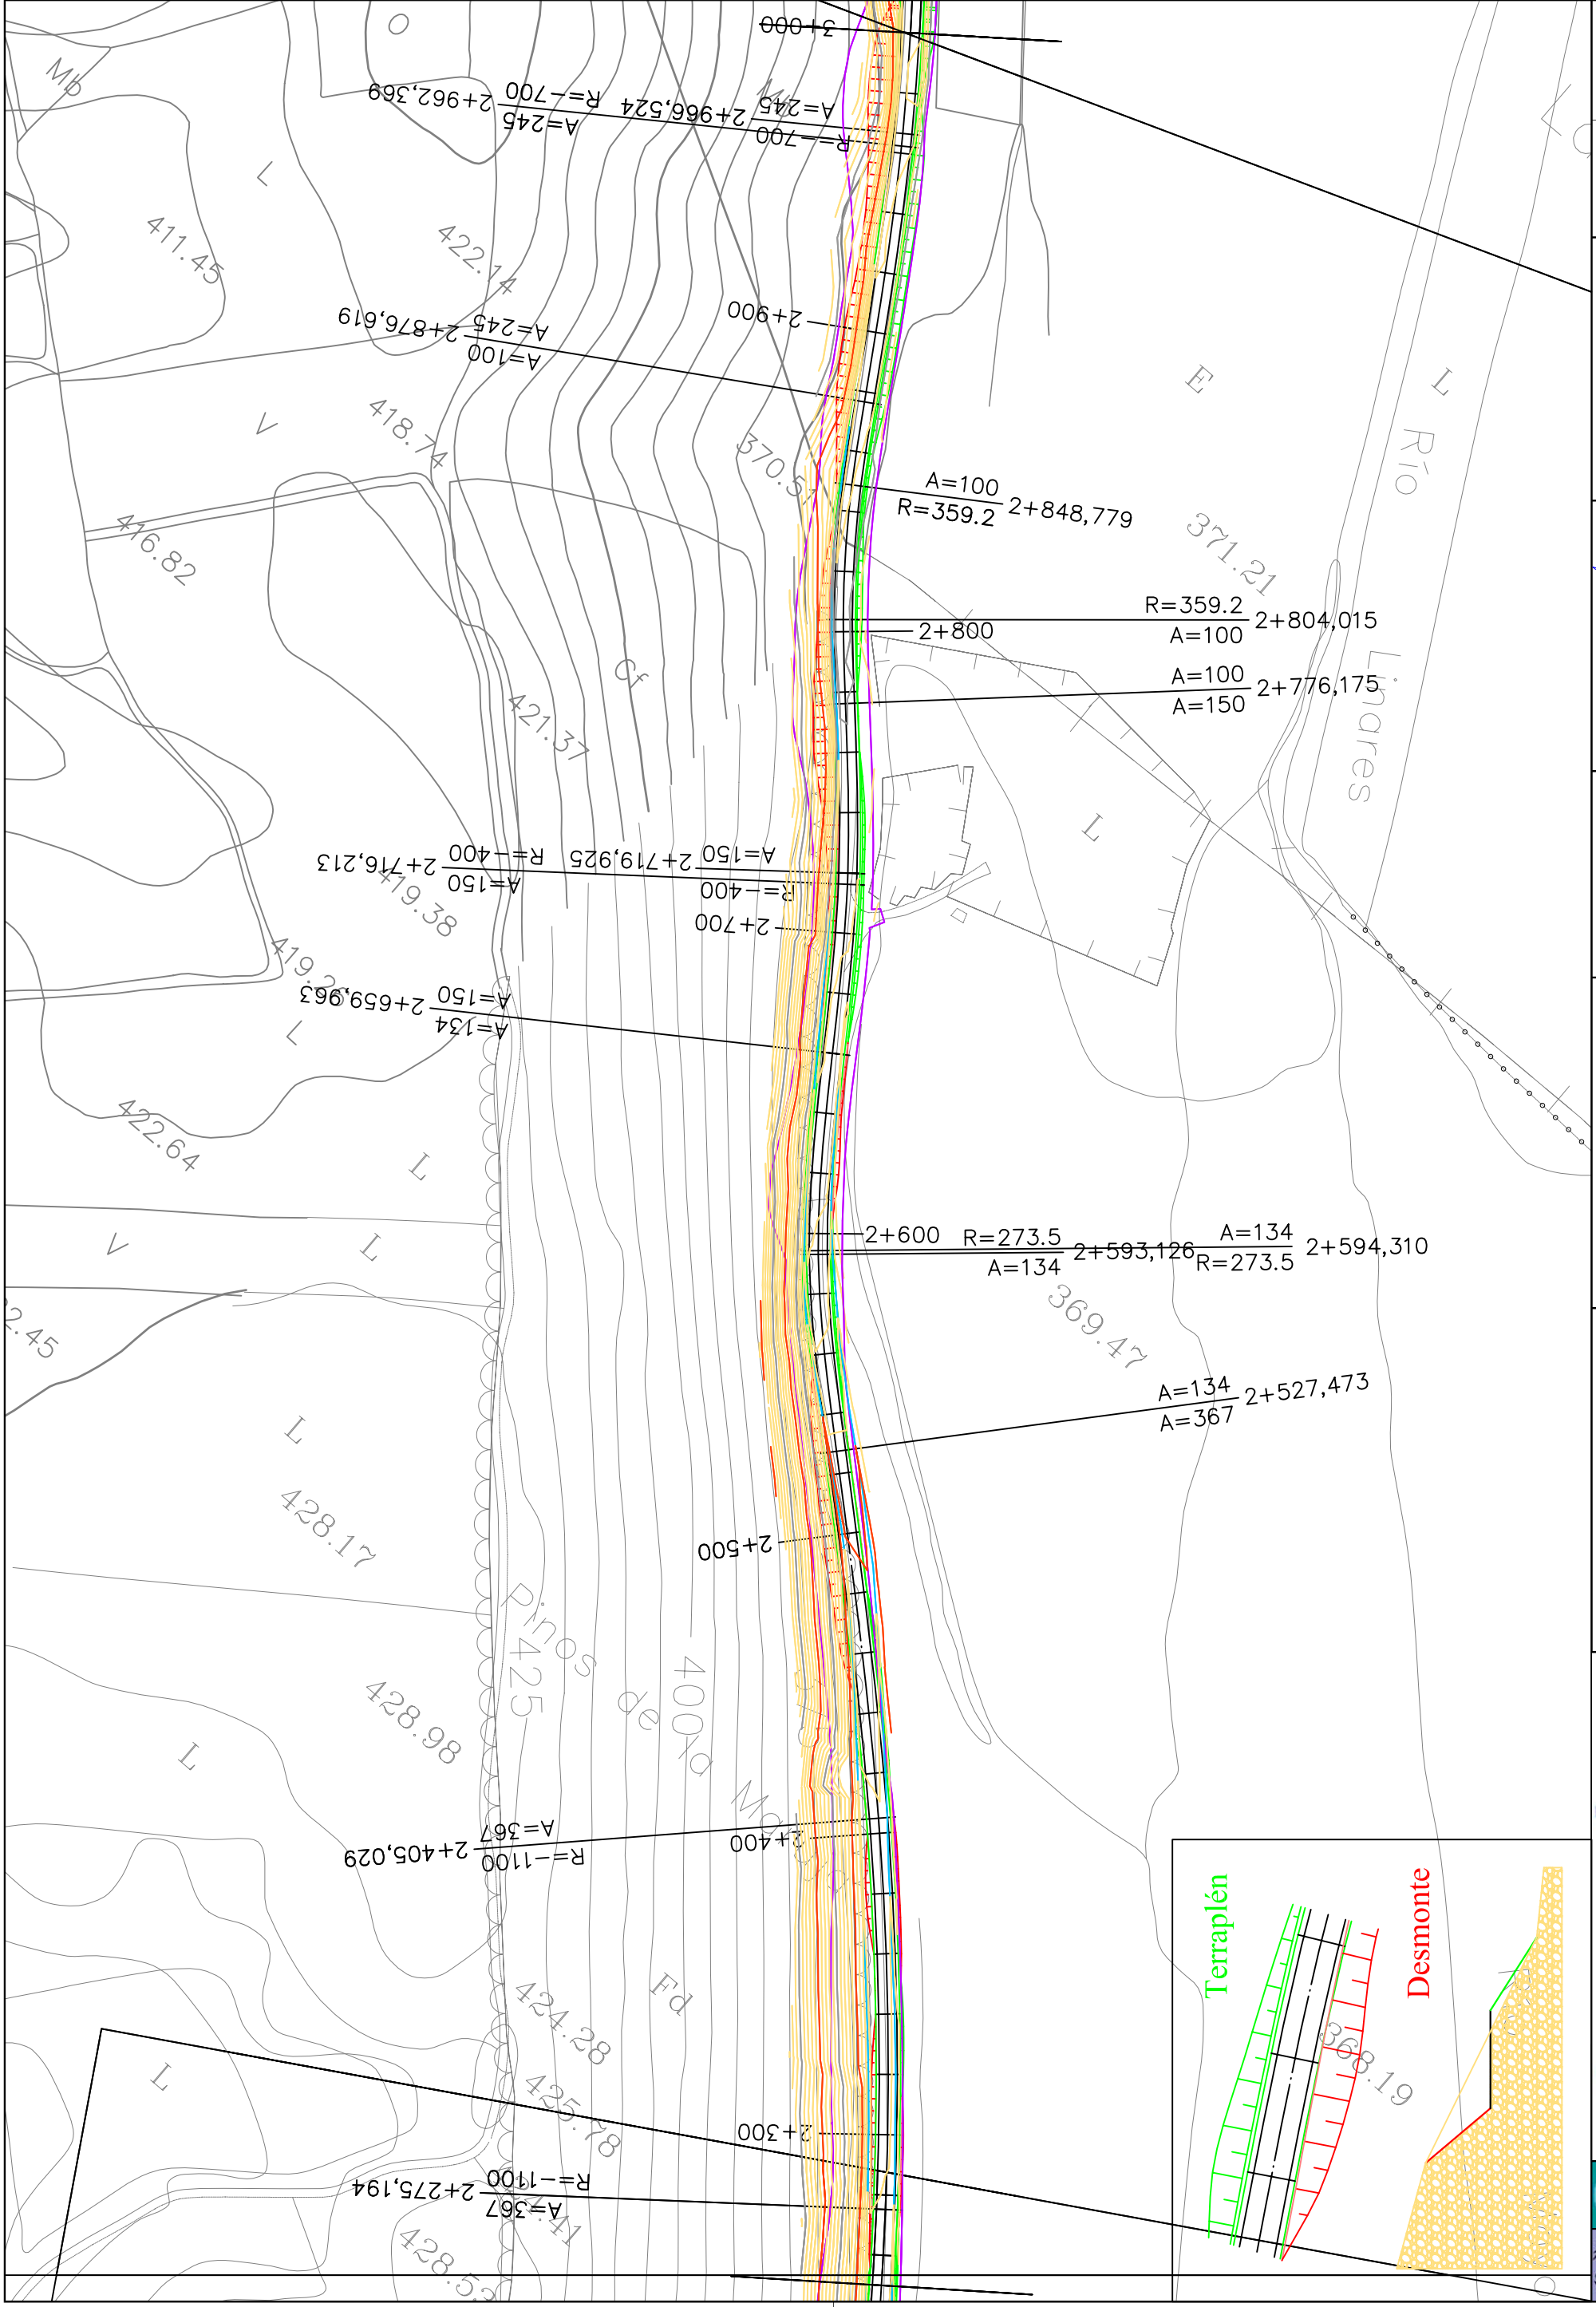 3+000
Mb
O
A=245
R=-700
2+962,369
R=-700
A=245
2+966,524
L
411.45
422.14
2+900
A=100
A=245
2+876,619
V
418.74
370.51
E
L
Río
Linares
A=100
R=359.2
2+848,779
416.82
371.21
R=359.2
A=100
2+804,015
2+800
Cf
421.37
A=100
A=150
2+776,175
L
A=150
R=-400
2+716,213
R=-400
A=150
2+719,925
419.38
2+700
419.26
A=134
A=150
2+659,963
L
422.64
L
V
L
2+600
R=273.5
A=134
2+593,126
A=134
R=273.5
2+594,310
2.45
369.47
A=134
A=367
2+527,473
L
428.17
2+500
Pinos
de
425
400
428.98
L
R=-1100
A=367
2+405,029
2+400
Terraplén
Desmonte
Fd
424.28
L
368.19
425.78
2+300
A=367
R=-1100
2+275,194
428.53